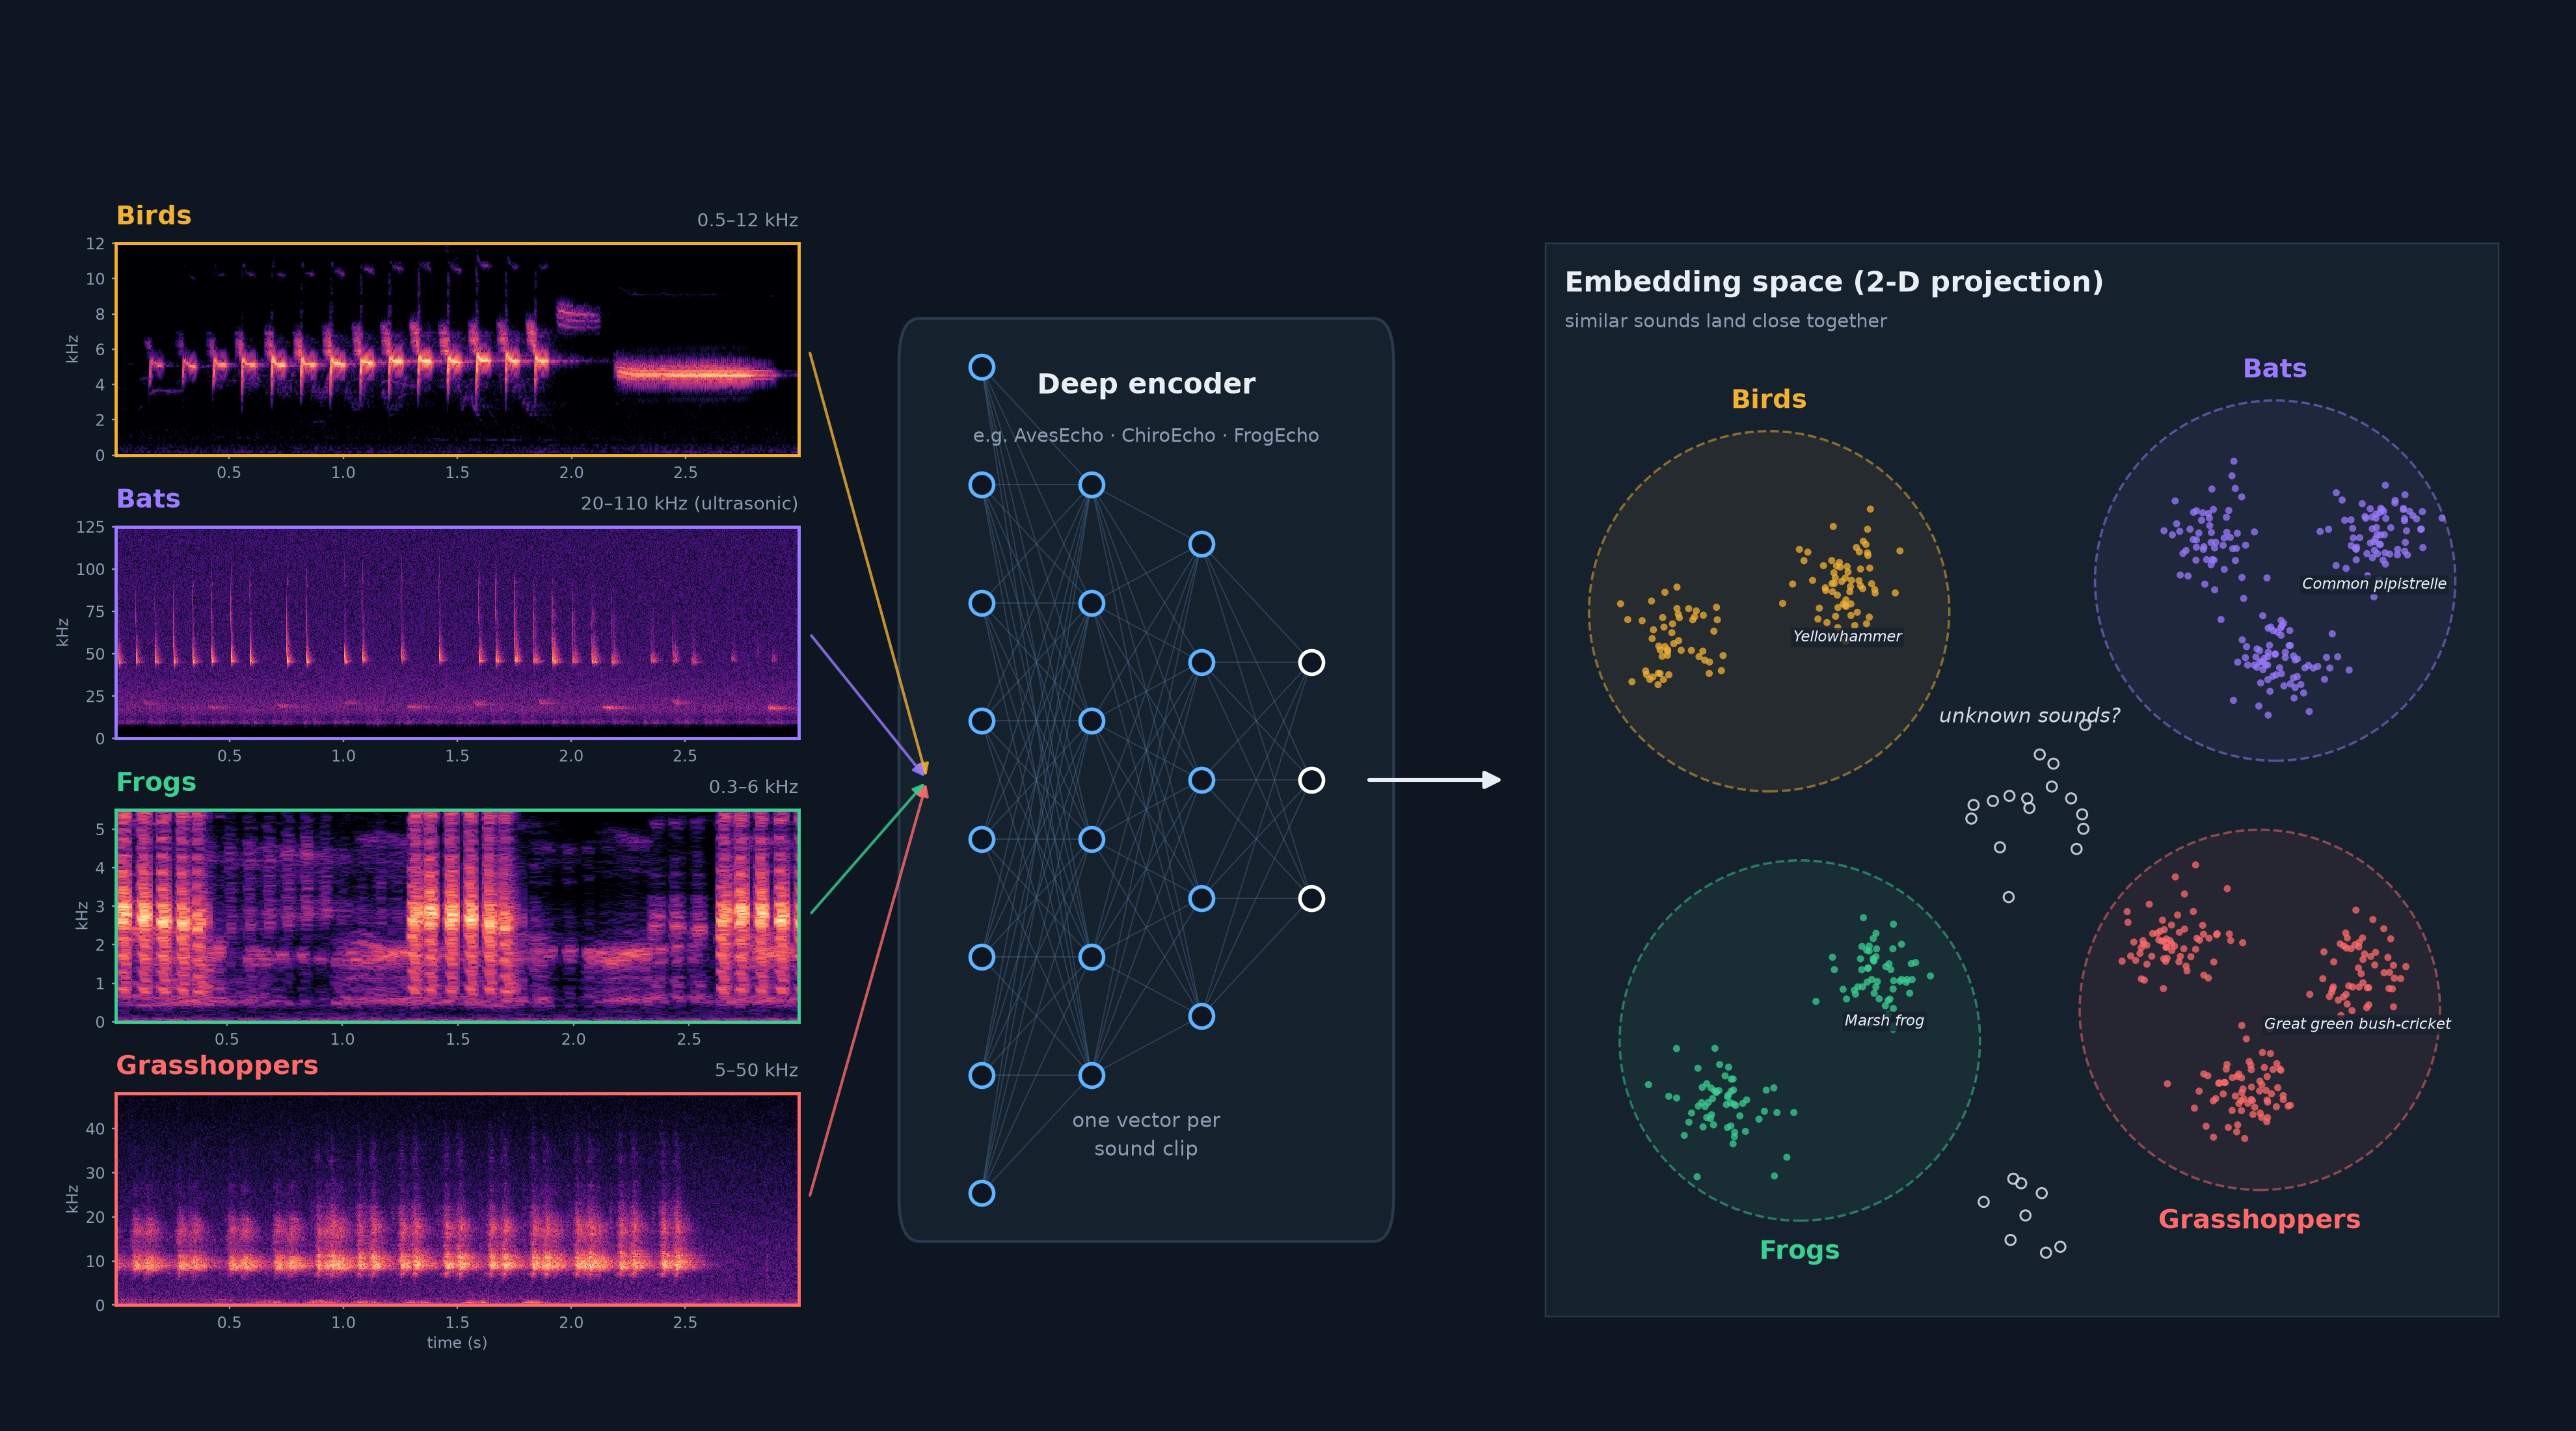 Birds
0.5–12 kHz
12
10
8
6
4
2
0
kHz
0.5 1.0 1.5 2.0 2.5
Bats
20–110 kHz (ultrasonic)
125
100
75
50
25
0
kHz
0.5 1.0 1.5 2.0 2.5
Frogs
0.3–6 kHz
5
4
3
2
1
0
kHz
0.5 1.0 1.5 2.0 2.5
Grasshoppers
5–50 kHz
40
30
20
10
0
kHz
0.5 1.0 1.5 2.0 2.5
time (s)
Deep encoder
e.g. AvesEcho · ChiroEcho · FrogEcho
one vector per
sound clip
Embedding space (2-D projection)
similar sounds land close together
Birds
Yellowhammer
Bats
Common pipistrelle
unknown sounds?
Marsh frog
Frogs
Great green bush-cricket
Grasshoppers